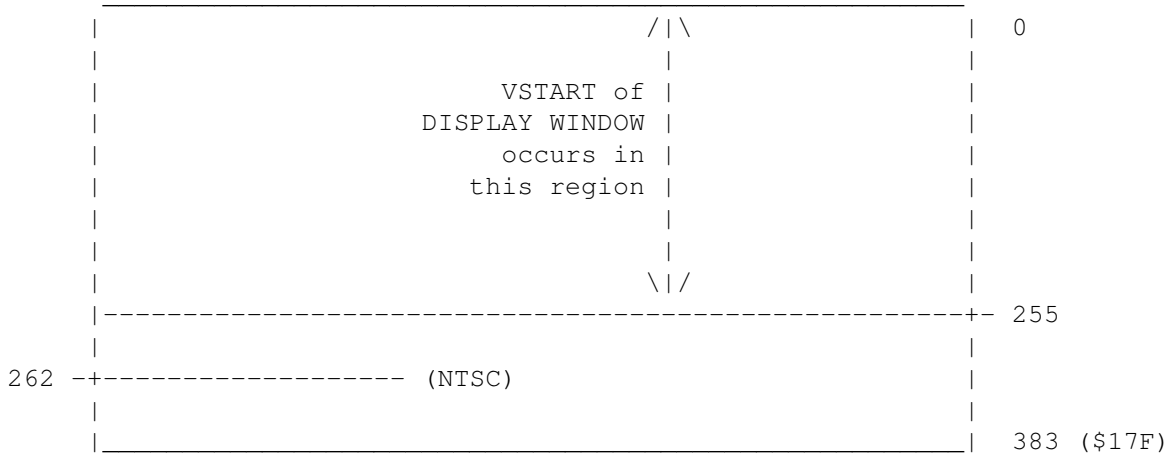 0
VSTART of
DISPLAY WINDOW
occurs in
this region
255
262 (NTSC)
383 ($17F)